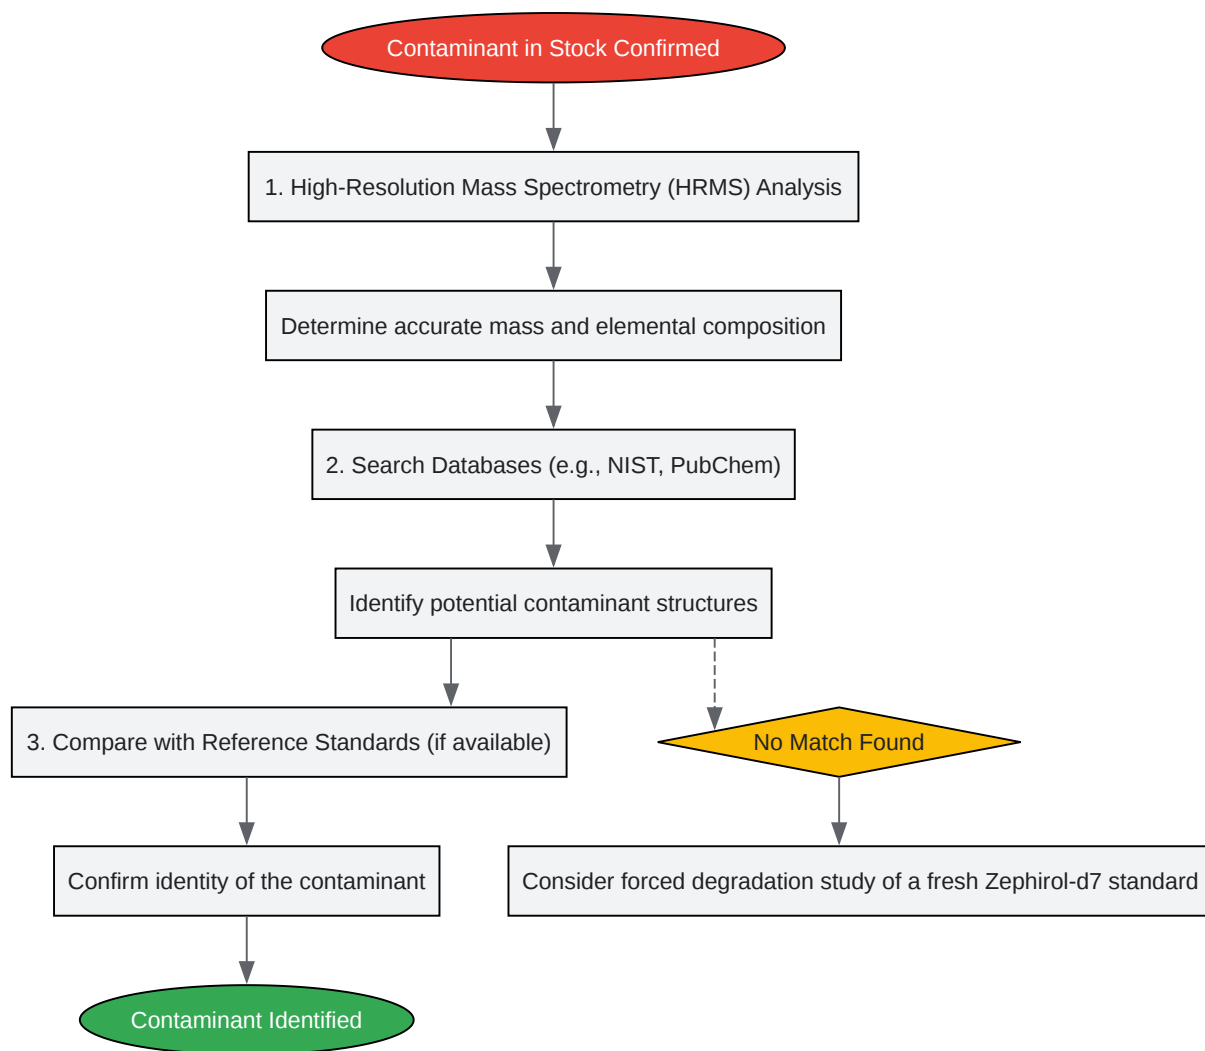 Contaminant in Stock Confirmed
1. High-Resolution Mass Spectrometry (HRMS) Analysis
Determine accurate mass and elemental composition
2. Search Databases (e.g., NIST, PubChem)
Identify potential contaminant structures
3. Compare with Reference Standards (if available)
No Match Found
Confirm identity of the contaminant
Consider forced degradation study of a fresh Zephirol-d7 standard
Contaminant Identified